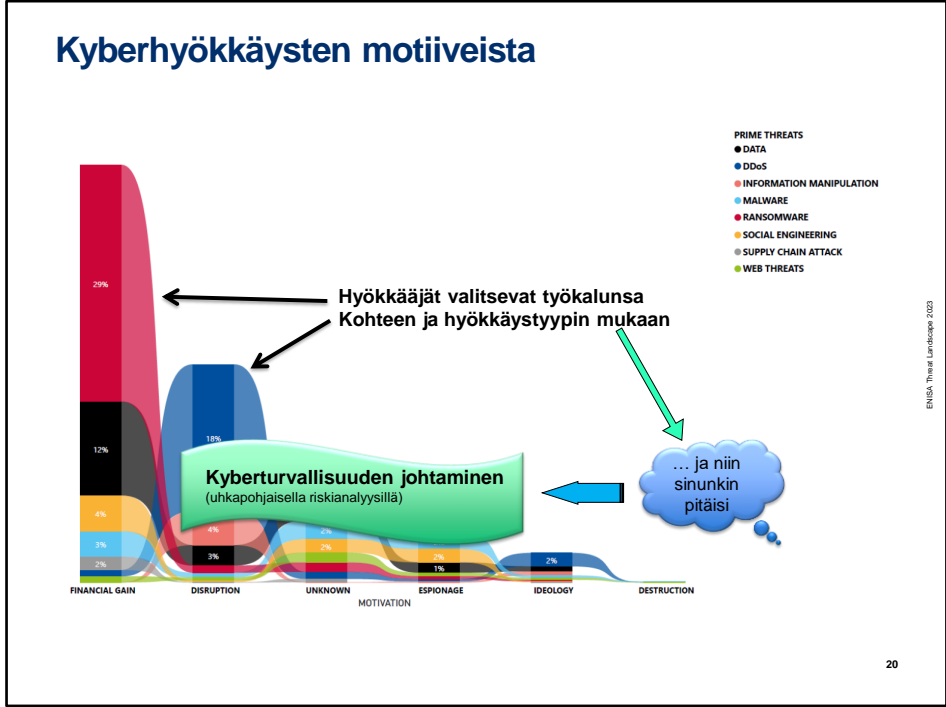 Kyberhyökkäysten motiiveista
PRIME THREATS
DATA
DDoS
INFORMATION MANIPULATION
MALWARE
RANSOMWARE
SOCIAL ENGINEERING
SUPPLY CHAIN ATTACK
WEB THREATS
29%
12%
4%
3%
2%
18%
4%
3%
2%
2%
2%
1%
2%
Hyökkääjät valitsevat työkalunsa
Kohteen ja hyökkäystyypin mukaan
Kyberturvallisuuden johtaminen
(uhkapohjaisella riskianalyysillä)
… ja niin
sinunkin
pitäisi
FINANCIAL GAIN
DISRUPTION
UNKNOWN
ESPIONAGE
IDEOLOGY
DESTRUCTION
MOTIVATION
ENISA Threat Landscape 2023
20